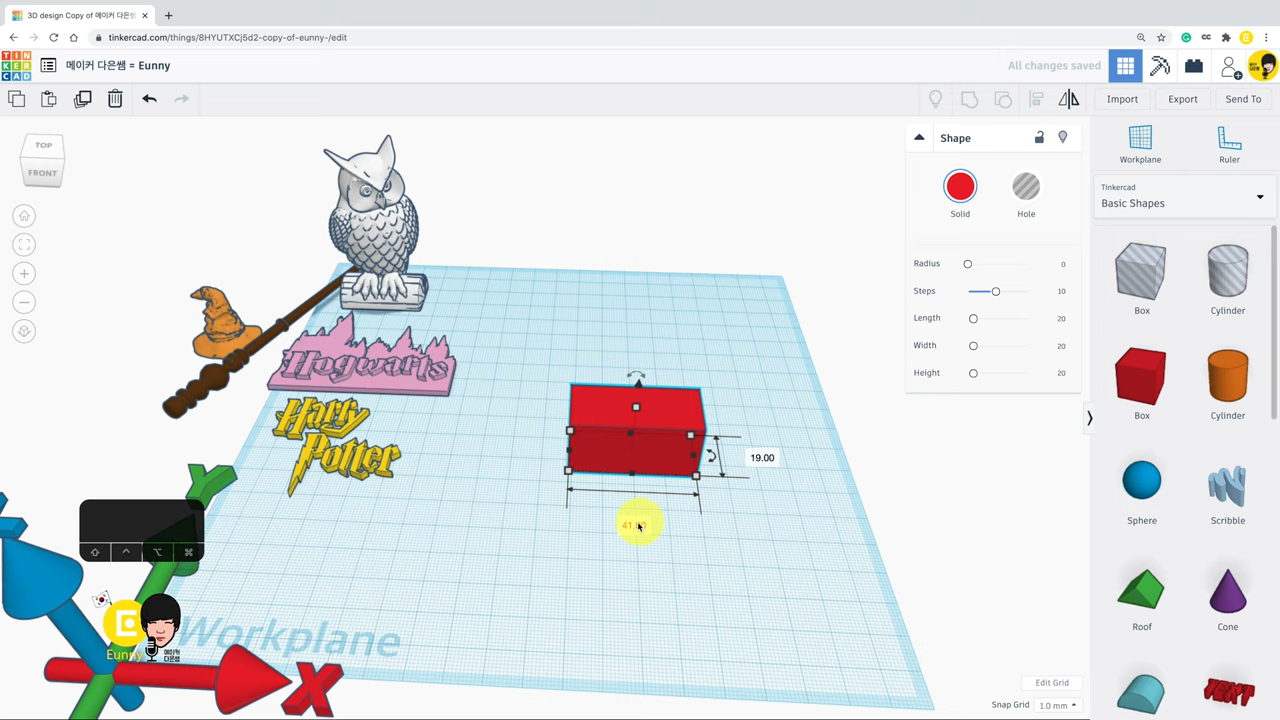 3D design Copy of 메이커 다은쌤
tinkercad.com/things/8HYUTXCj5d2-copy-of-eunny-/edit
TIN
KER
CAD
메이커 다은쌤 = Eunny
All changes saved
Import
Export
Send To
TOP
FRONT
Shape
Solid
Hole
Radius 0
Steps 10
Length 20
Width 20
Height 20
Workplane
Ruler
Tinkercad
Basic Shapes
Box
Cylinder
Box
Cylinder
Sphere
Scribble
Roof
Cone
TEXT
Hogwarts
Harry
Potter
19.00
Y
X
Workplane
E
Eunny
메이커
다은쌤
Edit Grid
Snap Grid 1.0 mm